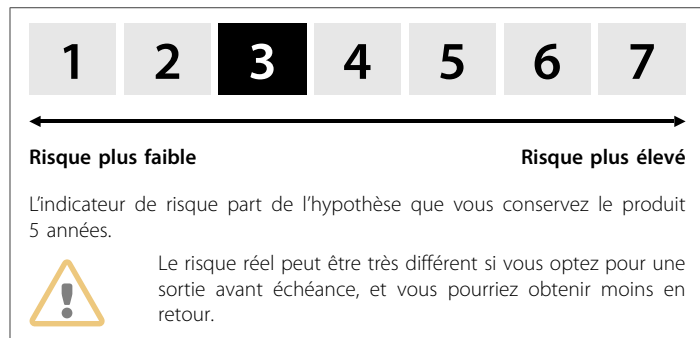 1 2 3 4 5 6 7
Risque plus faible Risque plus élevé
L'indicateur de risque part de l'hypothèse que vous conservez le produit
5 années.
Le risque réel peut être très différent si vous optez pour une
sortie avant échéance, et vous pourriez obtenir moins en
retour.